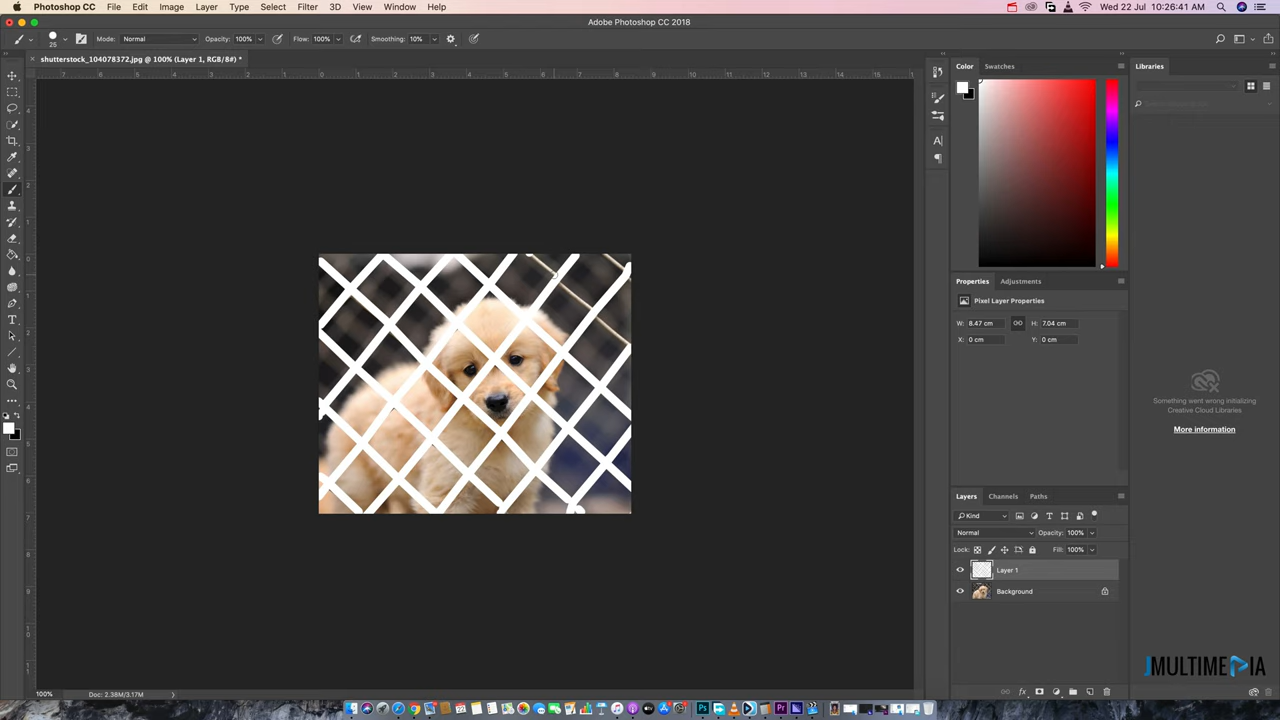 Photoshop CC File Edit Image Layer Type Select Filter 3D View Window Help Wed 22 Jul 10:26:41 AM
Adobe Photoshop CC 2018
25 Mode: Normal Opacity: 100% Flow: 100% Smoothing: 10%
shutterstock_104078372.jpg @ 100% (Layer 1, RGB/8#) *
Color Swatches
Libraries
Properties Adjustments
Pixel Layer Properties
W: 8.47 cm H: 7.04 cm
X: 0 cm Y: 0 cm
Something went wrong initializing
Creative Cloud Libraries
More information
Layers Channels Paths
Kind
Normal Opacity: 100%
Lock: Fill: 100%
Layer 1
Background
JMULTIMEDIA
100% Doc: 2.38M/3.17M